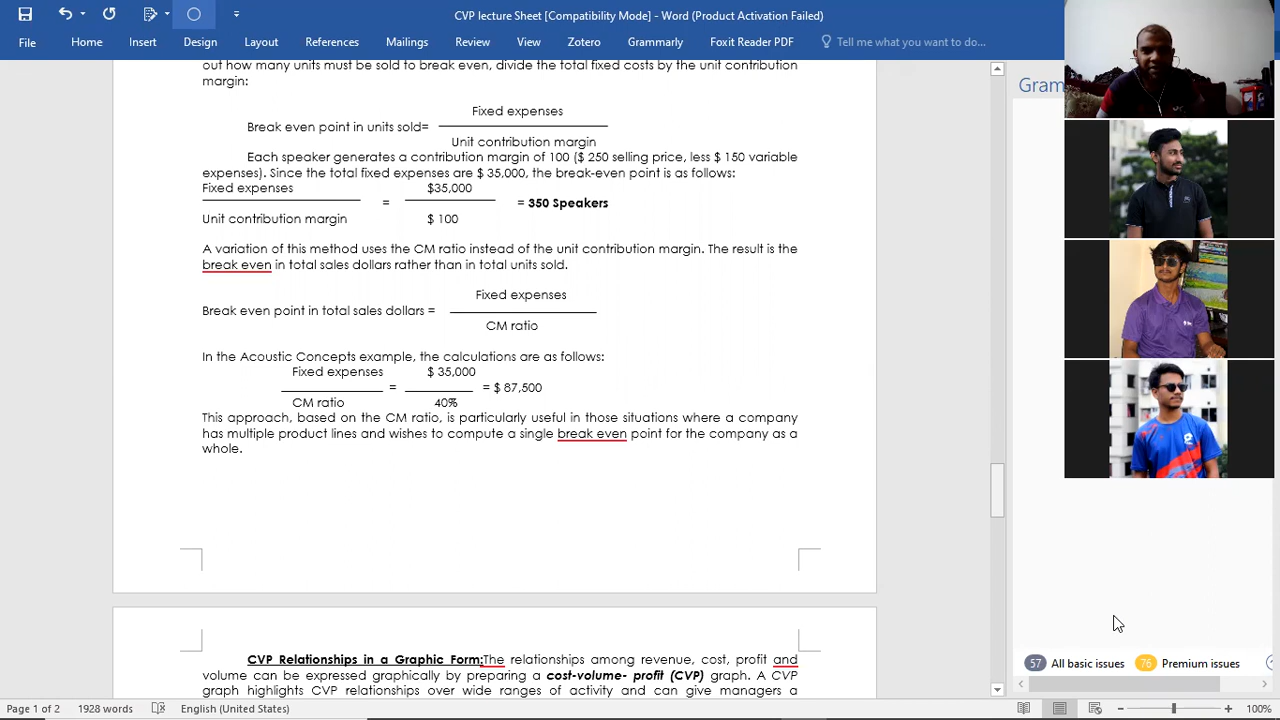 CVP lecture Sheet [Compatibility Mode] - Word (Product Activation Failed)
File Home Insert Design Layout References Mailings Review View Zotero Grammarly Foxit Reader PDF Tell me what you want to do...
out how many units must be sold to break even, divide the total fixed costs by the unit contribution
margin:
Fixed expenses
Break even point in units sold=
Unit contribution margin
Each speaker generates a contribution margin of 100 ($ 250 selling price, less $ 150 variable
expenses). Since the total fixed expenses are $ 35,000, the break-even point is as follows:
Fixed expenses $35,000
= = 350 Speakers
Unit contribution margin $ 100
A variation of this method uses the CM ratio instead of the unit contribution margin. The result is the
break even in total sales dollars rather than in total units sold.
Fixed expenses
Break even point in total sales dollars =
CM ratio
In the Acoustic Concepts example, the calculations are as follows:
Fixed expenses $ 35,000
= = $ 87,500
CM ratio 40%
This approach, based on the CM ratio, is particularly useful in those situations where a company
has multiple product lines and wishes to compute a single break even point for the company as a
whole.
CVP Relationships in a Graphic Form:The relationships among revenue, cost, profit and
volume can be expressed graphically by preparing a cost-volume- profit (CVP) graph. A CVP
graph highlights CVP relationships over wide ranges of activity and can give managers a
Gram
57 All basic issues 76 Premium issues
Page 1 of 2 1928 words English (United States) 100%